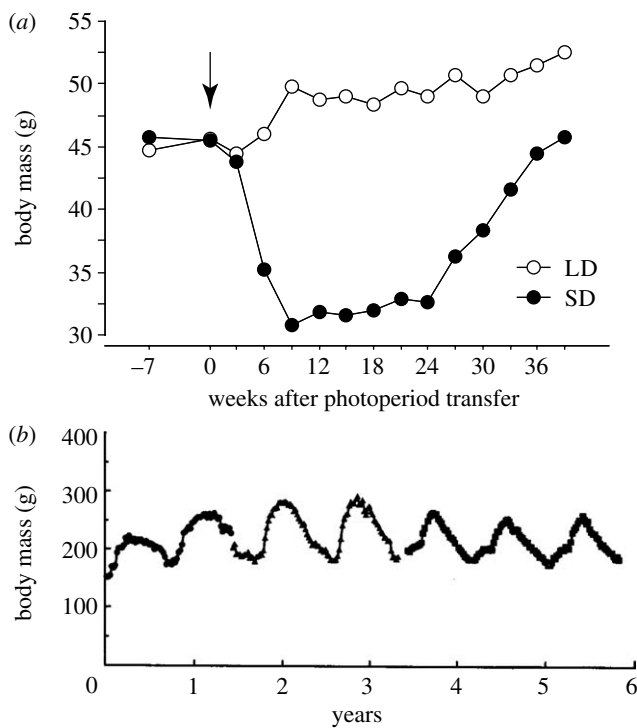 (a)
55
50
45
40
35
30
body mass (g)
LD
SD
–7 0 6 12 18 24 30 36
weeks after photoperiod transfer
(b)
400
300
200
100
body mass (g)
0 1 2 3 4 5 6
years